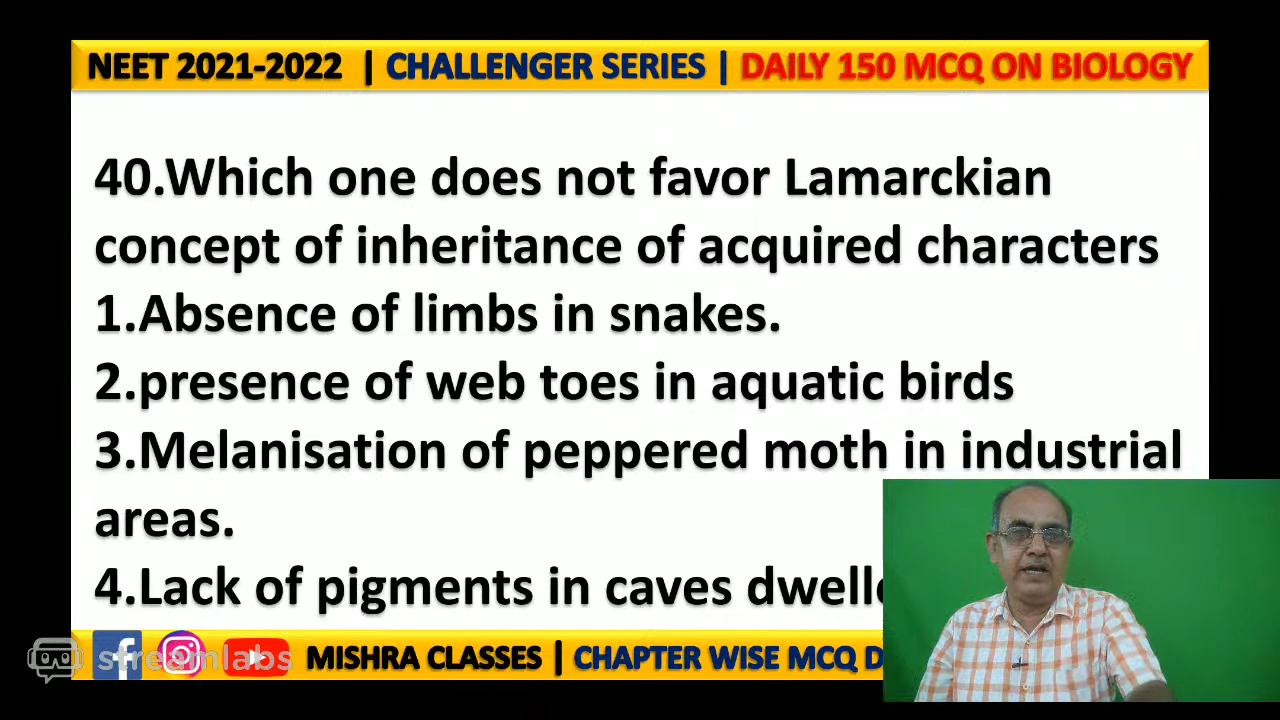 NEET 2021-2022 | CHALLENGER SERIES | DAILY 150 MCQ ON BIOLOGY
40.Which one does not favor Lamarckian
concept of inheritance of acquired characters
1.Absence of limbs in snakes.
2.presence of web toes in aquatic birds
3.Melanisation of peppered moth in industrial
areas.
4.Lack of pigments in caves
streamlabs MISHRA CLASSES | CHAPTER WISE MCQ